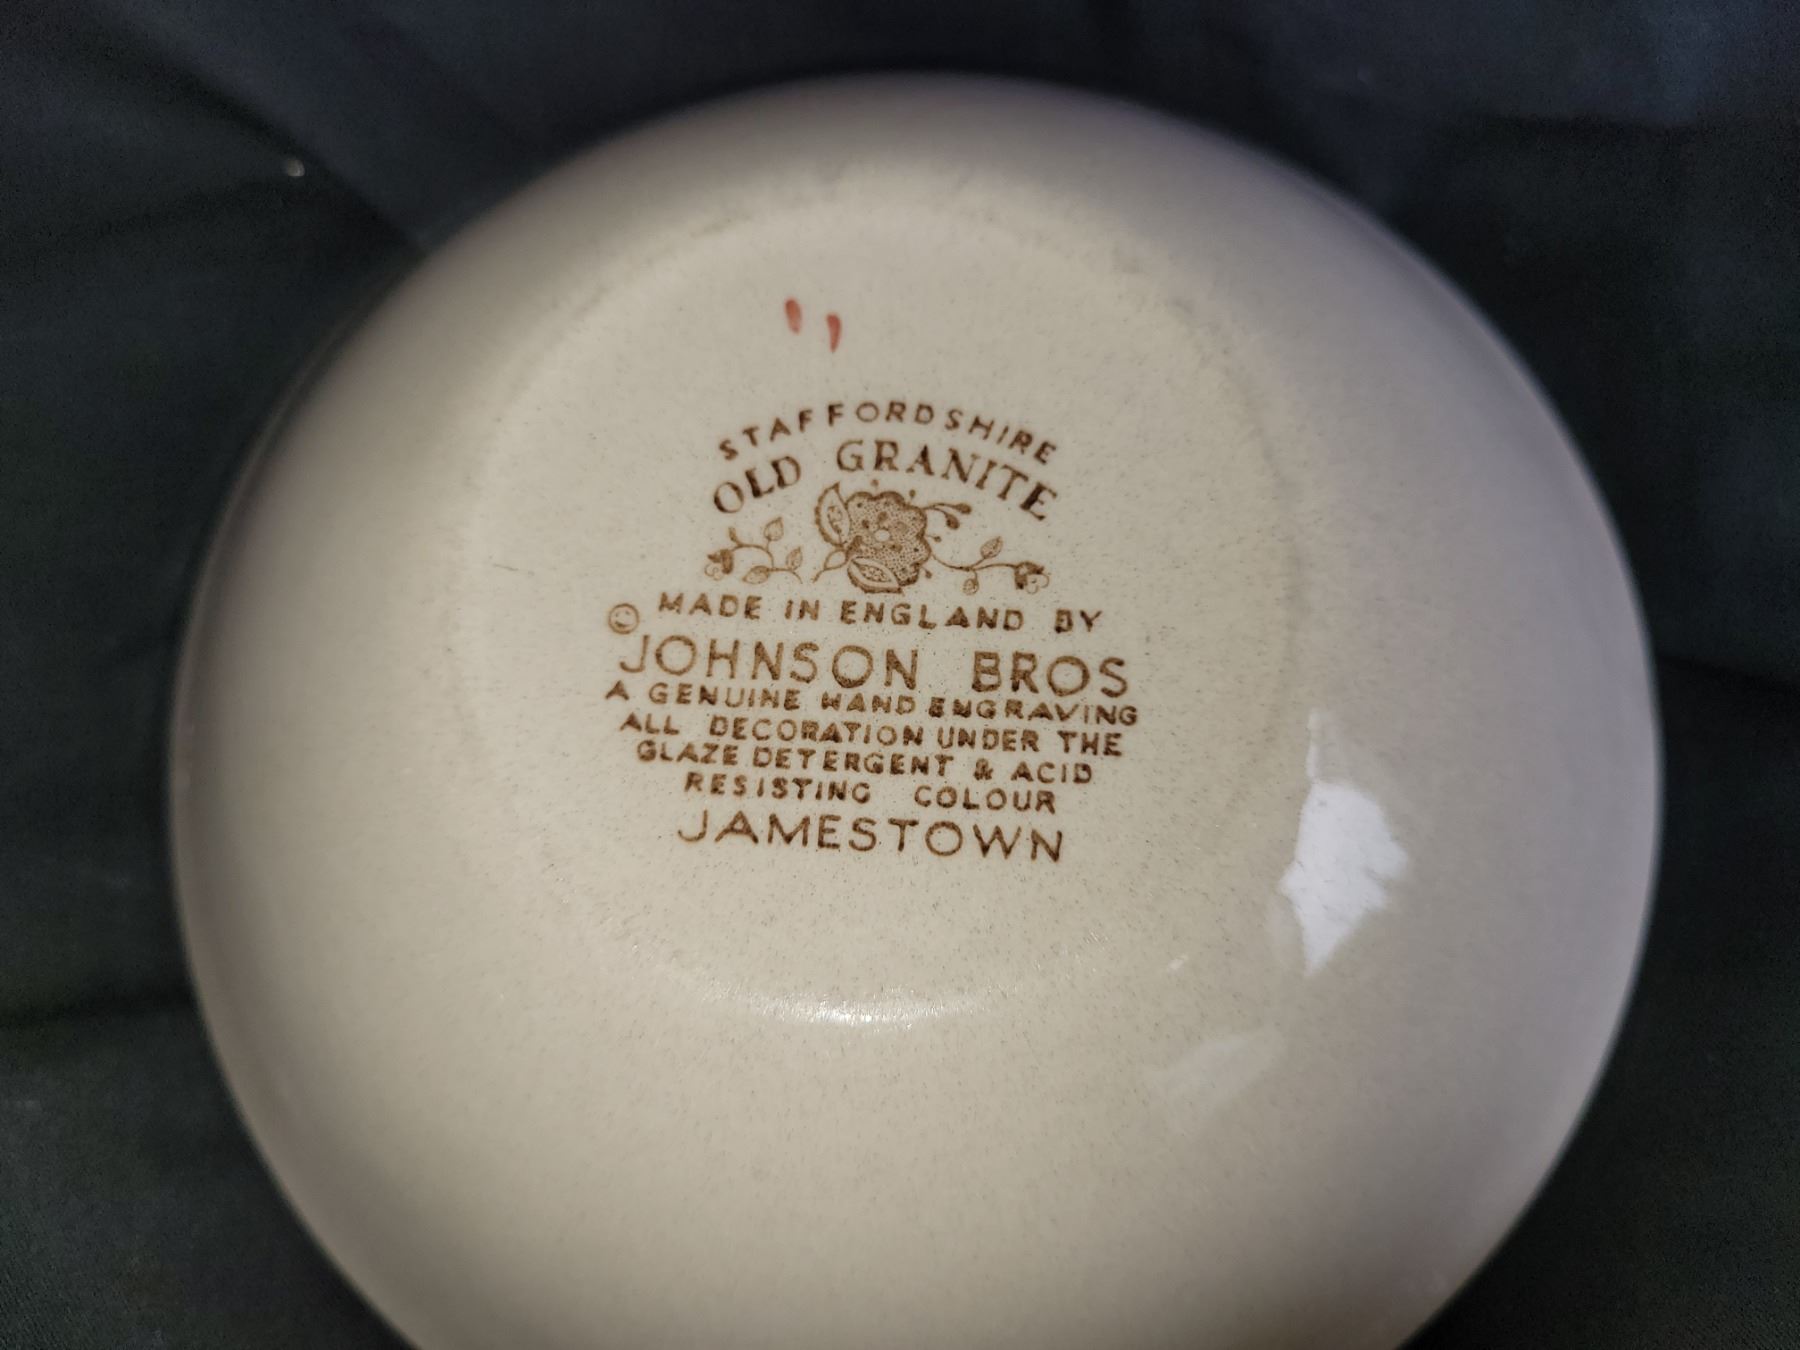 STAFFORDSHIRE
OLD GRANITE
© MADE IN ENGLAND BY
JOHNSON BROS
A GENUINE HAND ENGRAVING
ALL DECORATION UNDER THE
GLAZE DETERGENT & ACID
RESISTING COLOUR
JAMESTOWN